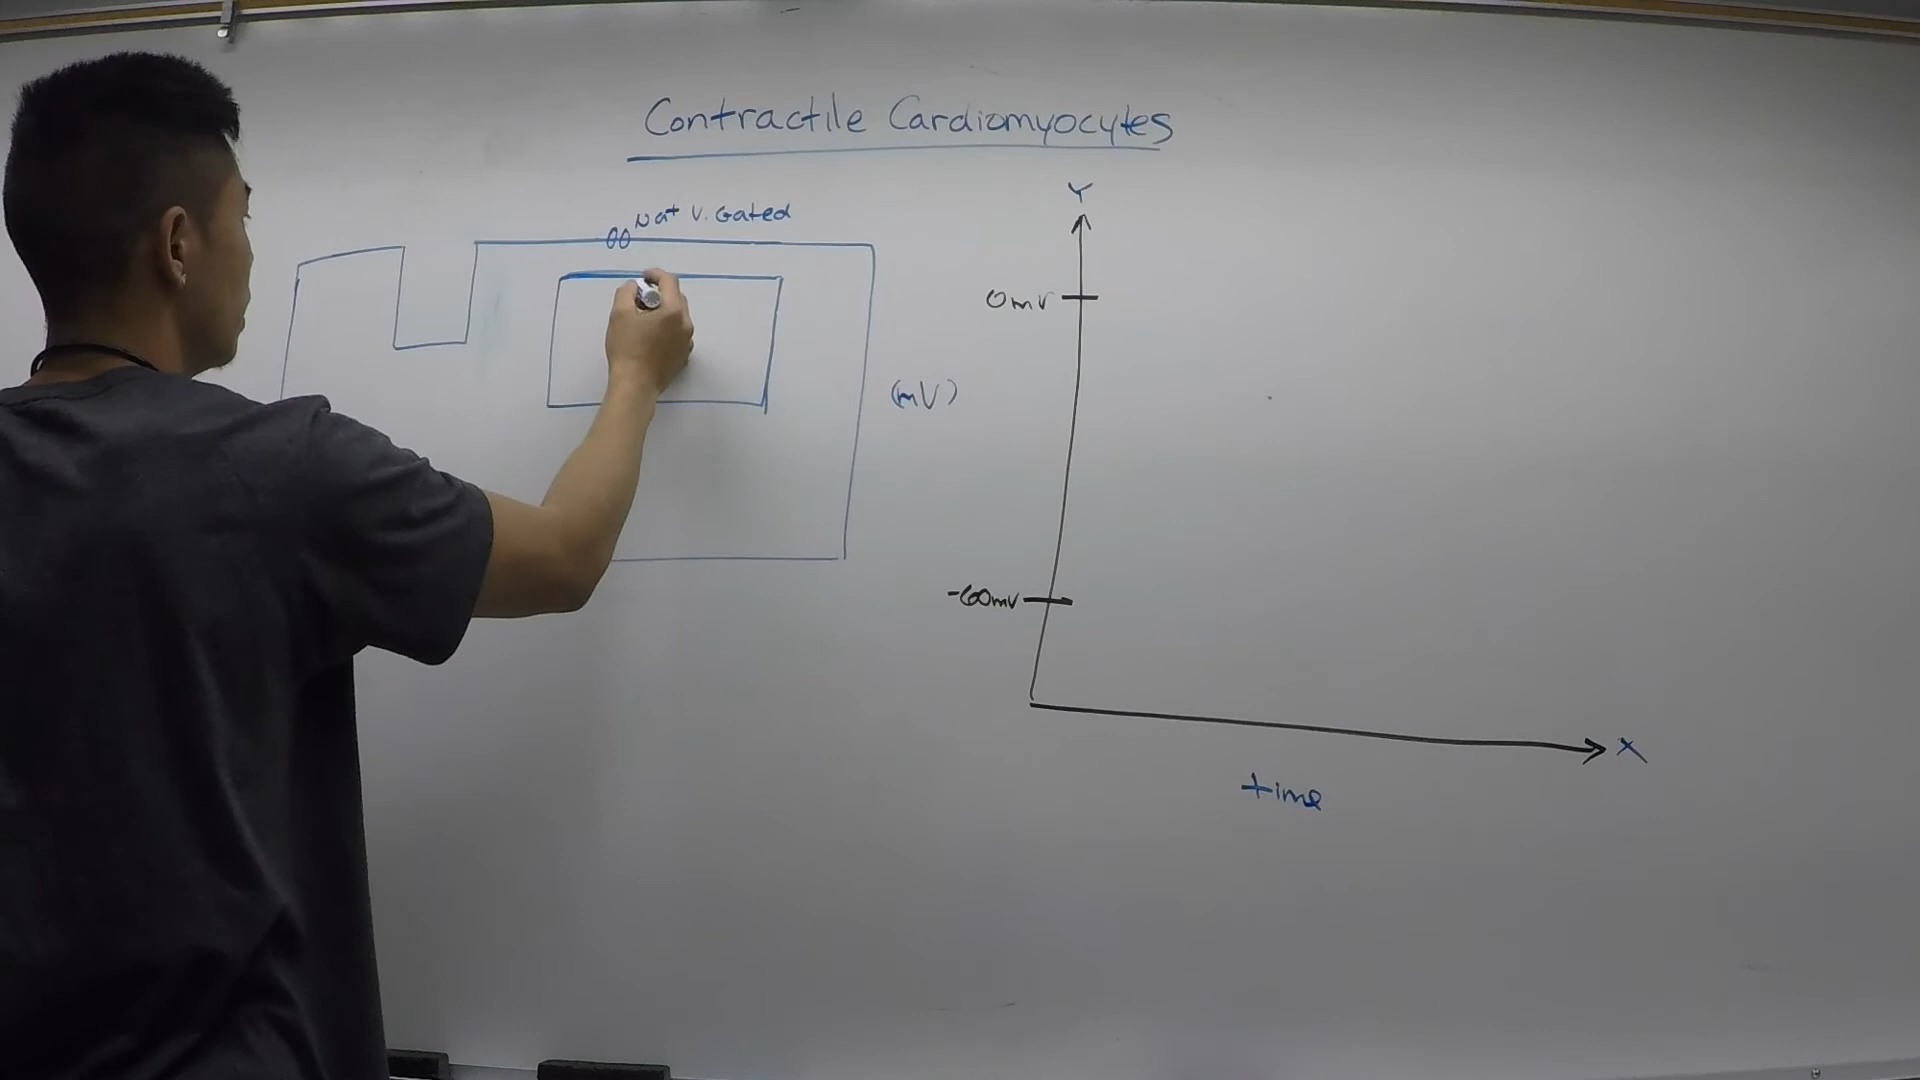 Contractile Cardiomyocytes
Na+ V. Gated
Y
0mV
(mV)
-60mV
X
time